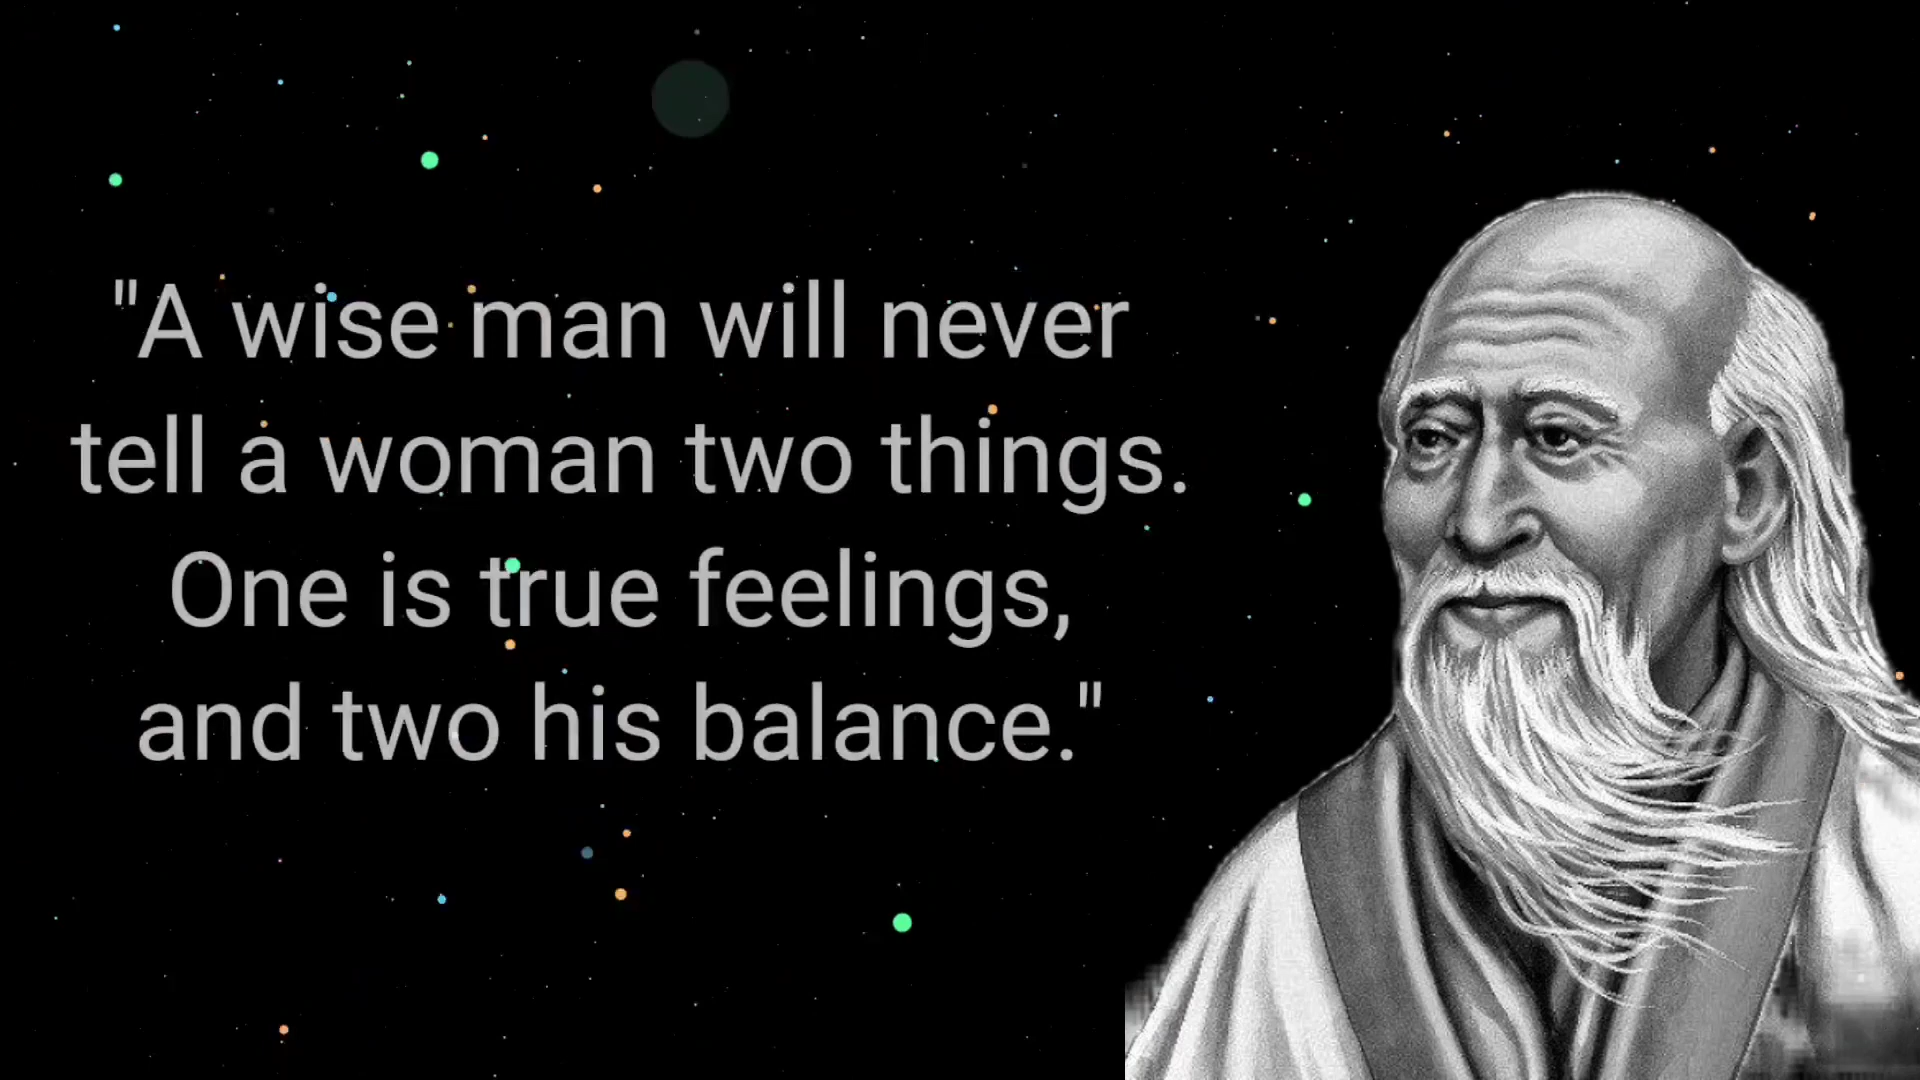 "A wise man will never
tell a woman two things.
One is true feelings,
and two his balance."